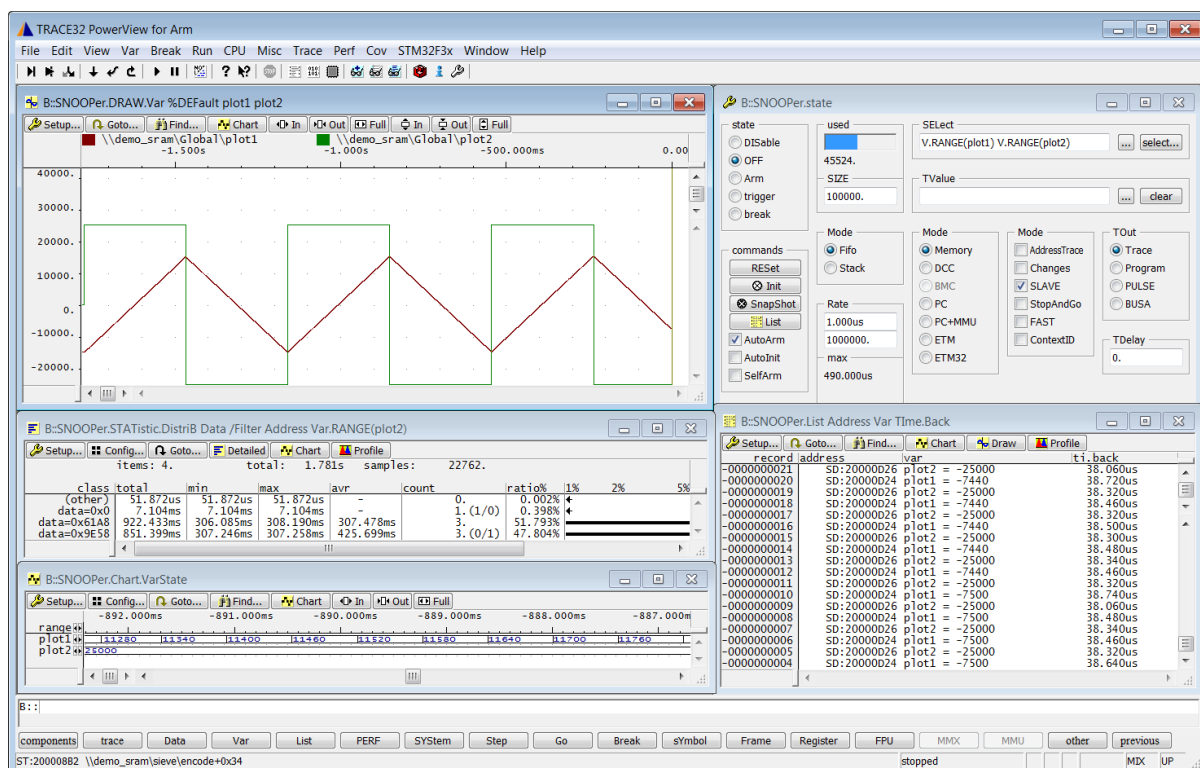 TRACE32 PowerView for Arm
File Edit View Var Break Run CPU Misc Trace Perf Cov STM32F3x Window Help
B::SNOOPer.DRAW.Var %DEFault plot1 plot2
Setup... Goto... Find... Chart In Out Full In Out Full
\\demo_sram\Global\plot1 \\demo_sram\Global\plot2
-1.500s -1.000s -500.000ms 0.00
40000.
30000.
20000.
10000.
0.
-10000.
-20000.
B::SNOOPer.state
state
DISable
OFF
Arm
trigger
break
used
45524.
SIZE
100000.
SELect
V.RANGE(plot1) V.RANGE(plot2) ... select...
TValue
... clear
commands
RESet
Init
SnapShot
List
AutoArm
AutoInit
SelfArm
Mode
Fifo
Stack
Rate
1.000us
1000000.
max
490.000us
Mode
Memory
DCC
BMC
PC
PC+MMU
ETM
ETM32
Mode
AddressTrace
Changes
SLAVE
StopAndGo
FAST
ContextID
TOut
Trace
Program
PULSE
BUSA
TDelay
0.
B::SNOOPer.STATistic.DistriB Data /Filter Address Var.RANGE(plot2)
Setup... Config... Goto... Detailed Chart Profile
items: 4. total: 1.781s samples: 22762.
class total min max avr count ratio% 1% 2% 5%
(other) 51.872us 51.872us 51.872us - 0. 0.002%
data=0x0 7.104ms 7.104ms 7.104ms - 1.(1/0) 0.398%
data=0x61A8 922.433ms 306.085ms 308.190ms 307.478ms 3. 51.793%
data=0x9E58 851.399ms 307.246ms 307.258ms 425.699ms 3.(0/1) 47.804%
B::SNOOPer.Chart.VarState
Setup... Config... Goto... Find... Chart In Out Full
-892.000ms -891.000ms -890.000ms -889.000ms -888.000ms -887.000m
range
plot1 11280 11340 11400 11460 11520 11580 11640 11700 11760
plot2 25000
B::SNOOPer.List Address Var TIme.Back
Setup... Goto... Find... Chart Draw Profile
record address var ti.back
-0000000021 SD:20000D26 plot2 = -25000 38.060us
-0000000020 SD:20000D24 plot1 = -7440 38.720us
-0000000019 SD:20000D26 plot2 = -25000 38.320us
-0000000018 SD:20000D24 plot1 = -7440 38.460us
-0000000017 SD:20000D26 plot2 = -25000 38.320us
-0000000016 SD:20000D24 plot1 = -7440 38.500us
-0000000015 SD:20000D26 plot2 = -25000 38.300us
-0000000014 SD:20000D24 plot1 = -7440 38.480us
-0000000013 SD:20000D26 plot2 = -25000 38.340us
-0000000012 SD:20000D24 plot1 = -7440 38.460us
-0000000011 SD:20000D26 plot2 = -25000 38.320us
-0000000010 SD:20000D24 plot1 = -7500 38.740us
-0000000009 SD:20000D26 plot2 = -25000 38.060us
-0000000008 SD:20000D24 plot1 = -7500 38.480us
-0000000007 SD:20000D26 plot2 = -25000 38.340us
-0000000006 SD:20000D24 plot1 = -7500 38.460us
-0000000005 SD:20000D26 plot2 = -25000 38.320us
-0000000004 SD:20000D24 plot1 = -7500 38.640us
B::
components trace Data Var List PERF SYStem Step Go Break sYmbol Frame Register FPU MMX MMU other previous
ST:20000882 \\demo_sram\sieve\encode+0x34 stopped MIX UP